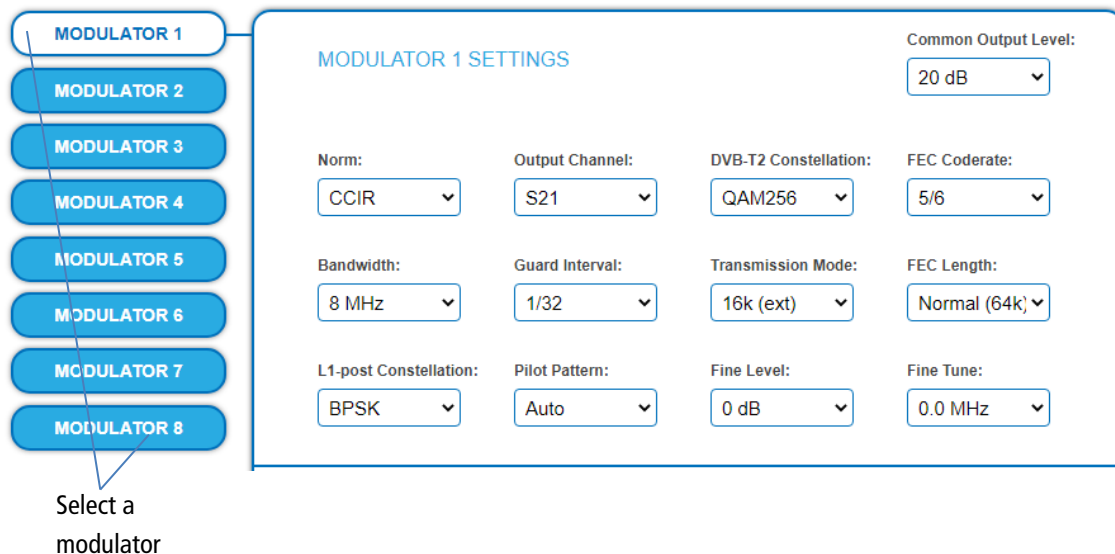 MODULATOR 1
MODULATOR 2
MODULATOR 3
MODULATOR 4
MODULATOR 5
MODULATOR 6
MODULATOR 7
MODULATOR 8
Select a
modulator
MODULATOR 1 SETTINGS
Common Output Level:
20 dB
Norm: Output Channel: DVB-T2 Constellation: FEC Coderate:
CCIR S21 QAM256 5/6
Bandwidth: Guard Interval: Transmission Mode: FEC Length:
8 MHz 1/32 16k (ext) Normal (64k)
L1-post Constellation: Pilot Pattern: Fine Level: Fine Tune:
BPSK Auto 0 dB 0.0 MHz